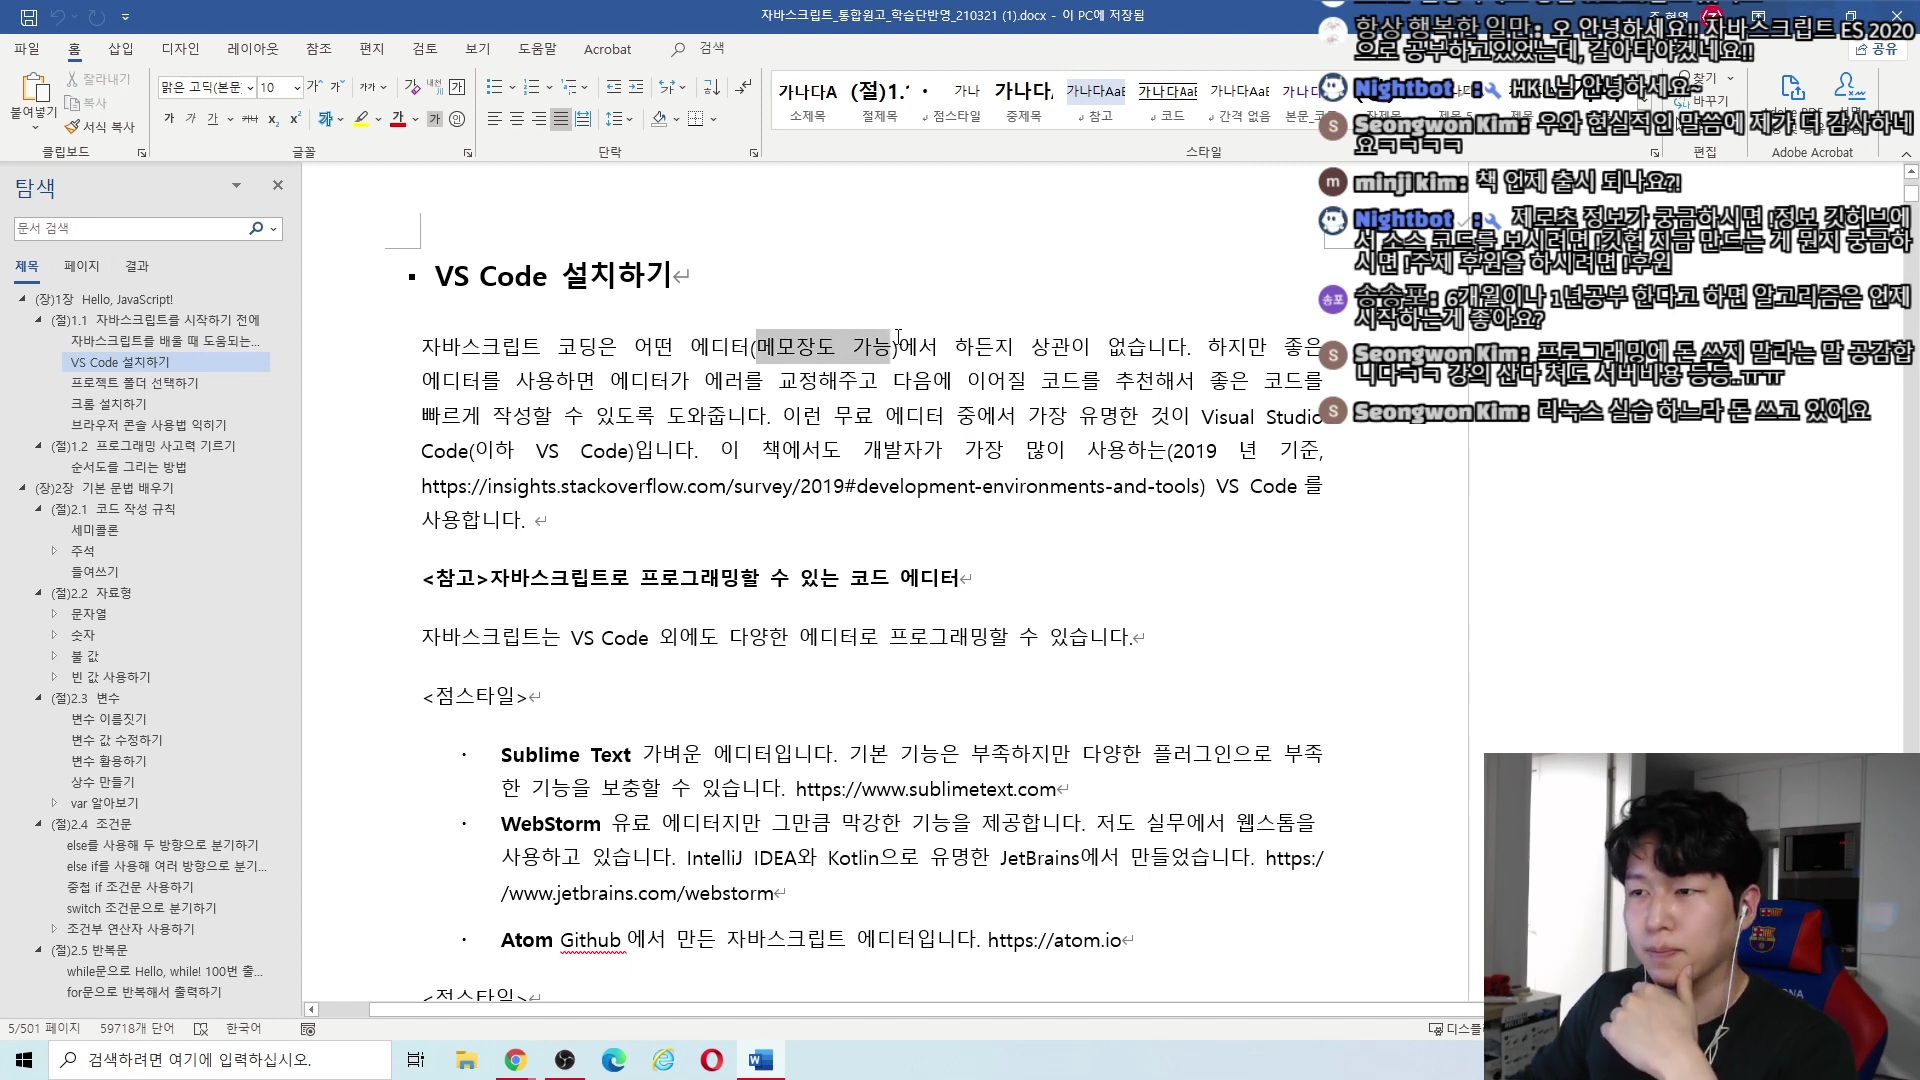 자바스크립트_통합원고_학습단반영_210321 (1).docx - 이 PC에 저장됨
파일 홈 삽입 디자인 레이아웃 참조 편지 검토 보기 도움말 Acrobat 검색
공유
붙여넣기
잘라내기
복사
서식 복사
클립보드
맑은 고딕(본문 10
글꼴
단락
가나다A 소제목
(절)1.1 절제목
가나 점스타일
가나다, 중제목
가나다AaE 참고
가나다AaE 코드
가나다AaE 간격 없음
스타일
찾기
바꾸기
편집
Adobe Acrobat
항상 행복한 일만: 오 안녕하세요!! 자바스크립트 ES 2020
으로 공부하고있었는데, 갈아타야겠네요!!
Nightbot : HK L님 안녕하세요~
Seongwon Kim: 우와 현실적인 말씀에 제가 더 감사하네
요ㅋㅋㅋㅋ
minji kim: 책 언제 출시 되나요?!
Nightbot : 제로초 정보가 궁금하시면 !정보 깃허브에
서 소스 코드를 보시려면 !깃헙 지금 만드는 게 뭔지 궁금하
시면 !주제 후원을 하시려면 !후원
송송포: 6개월이나 1년공부 한다고 하면 알고리즘은 언제
시작하는게 좋아요?
Seongwon Kim: 프로그래밍에 돈 쓰지 말라는 말 공감합
니다ㅋㅋ 강의 산다 쳐도 서버비용 등등..ㅠㅠ
Seongwon Kim: 리눅스 실습 하느라 돈 쓰고 있어요
탐색
문서 검색
제목 페이지 결과
(장)1장 Hello, JavaScript!
(절)1.1 자바스크립트를 시작하기 전에
자바스크립트를 배울 때 도움되는...
VS Code 설치하기
프로젝트 폴더 선택하기
크롬 설치하기
브라우저 콘솔 사용법 익히기
(절)1.2 프로그래밍 사고력 기르기
순서도를 그리는 방법
(장)2장 기본 문법 배우기
(절)2.1 코드 작성 규칙
세미콜론
주석
들여쓰기
(절)2.2 자료형
문자열
숫자
불 값
빈 값 사용하기
(절)2.3 변수
변수 이름짓기
변수 값 수정하기
변수 활용하기
상수 만들기
var 알아보기
(절)2.4 조건문
else를 사용해 두 방향으로 분기하기
else if를 사용해 여러 방향으로 분기...
중첩 if 조건문 사용하기
switch 조건문으로 분기하기
조건부 연산자 사용하기
(절)2.5 반복문
while문으로 Hello, while! 100번 출...
for문으로 반복해서 출력하기
▪ VS Code 설치하기
자바스크립트 코딩은 어떤 에디터(메모장도 가능)에서 하든지 상관이 없습니다. 하지만 좋은
에디터를 사용하면 에디터가 에러를 교정해주고 다음에 이어질 코드를 추천해서 좋은 코드를
빠르게 작성할 수 있도록 도와줍니다. 이런 무료 에디터 중에서 가장 유명한 것이 Visual Studio
Code(이하 VS Code)입니다. 이 책에서도 개발자가 가장 많이 사용하는(2019 년 기준,
https://insights.stackoverflow.com/survey/2019#development-environments-and-tools) VS Code 를
사용합니다.
<참고>자바스크립트로 프로그래밍할 수 있는 코드 에디터
자바스크립트는 VS Code 외에도 다양한 에디터로 프로그래밍할 수 있습니다.
<점스타일>
· Sublime Text 가벼운 에디터입니다. 기본 기능은 부족하지만 다양한 플러그인으로 부족
한 기능을 보충할 수 있습니다. https://www.sublimetext.com
· WebStorm 유료 에디터지만 그만큼 막강한 기능을 제공합니다. 저도 실무에서 웹스톰을
사용하고 있습니다. IntelliJ IDEA와 Kotlin으로 유명한 JetBrains에서 만들었습니다. https:/
/www.jetbrains.com/webstorm
· Atom Github 에서 만든 자바스크립트 에디터입니다. https://atom.io
<점스타일>
5/501 페이지 59718개 단어 한국어
검색하려면 여기에 입력하십시오.